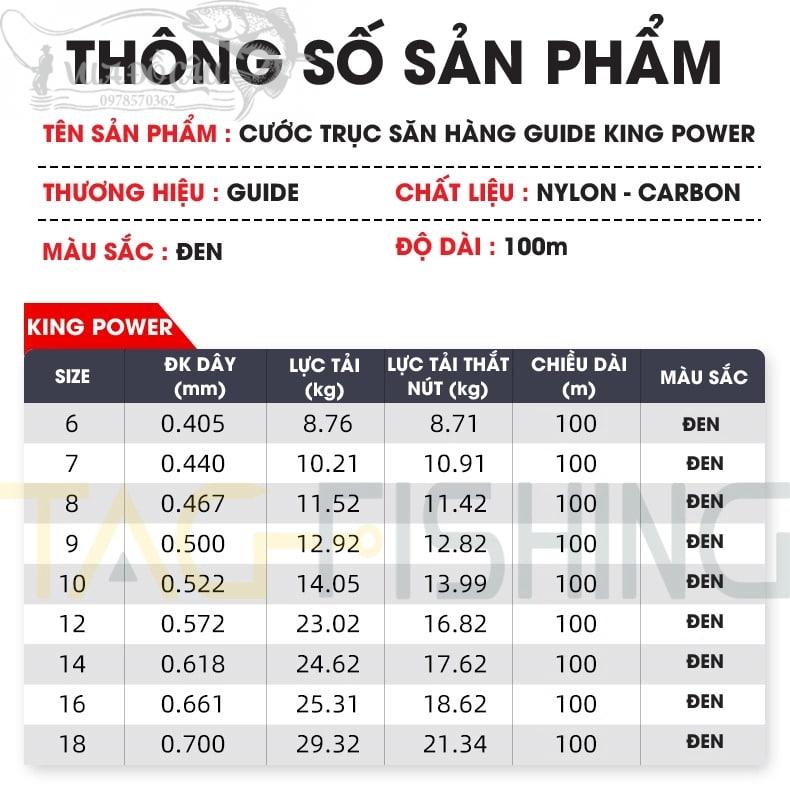 THÔNG SỐ SẢN PHẨM
VUA ĐỒ CÂU
0978570362
TÊN SẢN PHẨM : CƯỚC TRỤC SĂN HÀNG GUIDE KING POWER
THƯƠNG HIỆU : GUIDE CHẤT LIỆU : NYLON - CARBON
MÀU SẮC : ĐEN ĐỘ DÀI : 100m
KING POWER
SIZE ĐK DÂY (mm) LỰC TẢI (kg) LỰC TẢI THẮT NÚT (kg) CHIỀU DÀI (m) MÀU SẮC
6 0.405 8.76 8.71 100 ĐEN
7 0.440 10.21 10.91 100 ĐEN
8 0.467 11.52 11.42 100 ĐEN
9 0.500 12.92 12.82 100 ĐEN
10 0.522 14.05 13.99 100 ĐEN
12 0.572 23.02 16.82 100 ĐEN
14 0.618 24.62 17.62 100 ĐEN
16 0.661 25.31 18.62 100 ĐEN
18 0.700 29.32 21.34 100 ĐEN
TAG FISHING